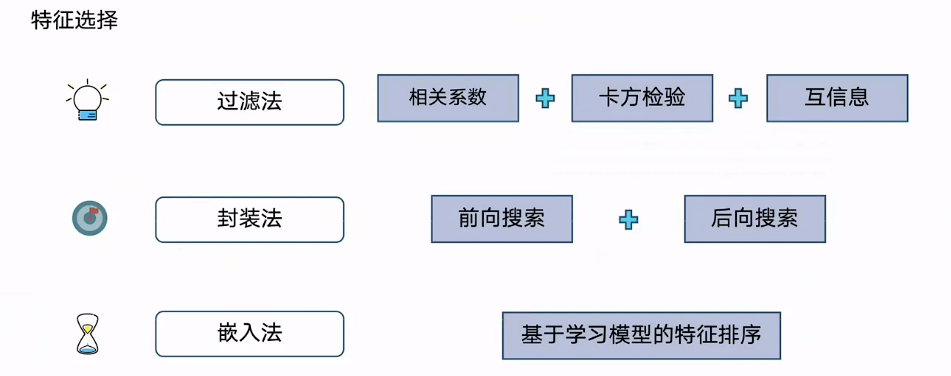 特征选择
过滤法 相关系数 卡方检验 互信息
封装法 前向搜索 后向搜索
嵌入法 基于学习模型的特征排序